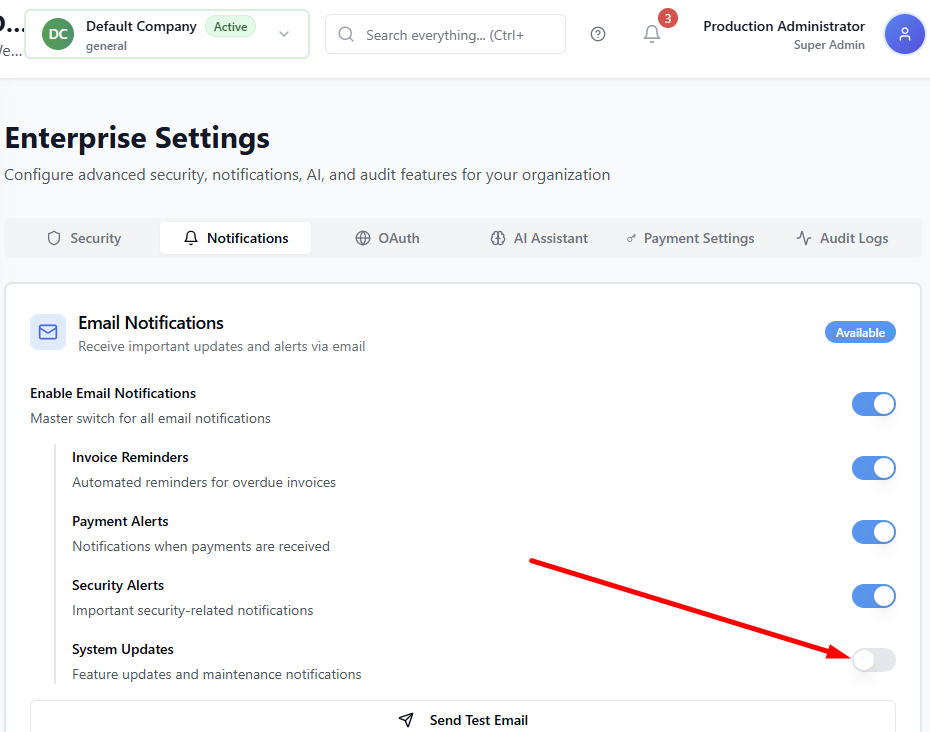 D...
We...
DC
Default Company
Active
general
Search everything... (Ctrl+
3
Production Administrator
Super Admin
Enterprise Settings
Configure advanced security, notifications, AI, and audit features for your organization
Security
Notifications
OAuth
AI Assistant
Payment Settings
Audit Logs
Email Notifications
Receive important updates and alerts via email
Available
Enable Email Notifications
Master switch for all email notifications
Invoice Reminders
Automated reminders for overdue invoices
Payment Alerts
Notifications when payments are received
Security Alerts
Important security-related notifications
System Updates
Feature updates and maintenance notifications
Send Test Email